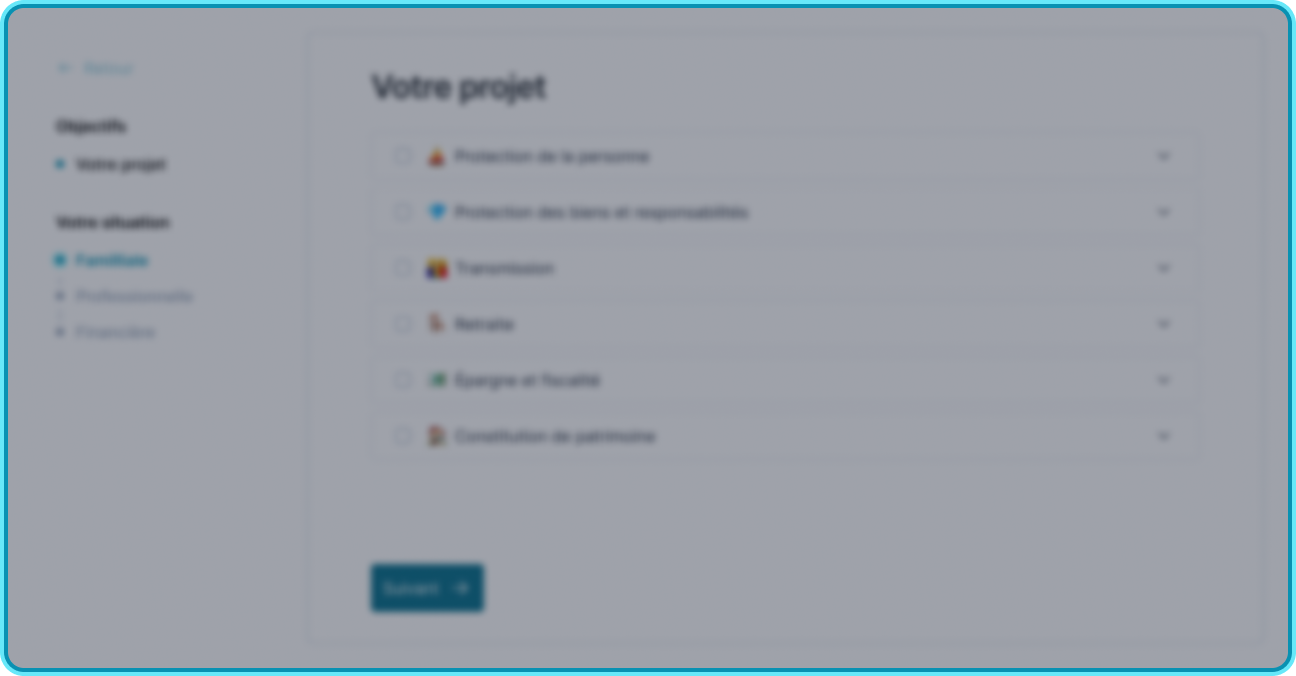 Retour
Objectifs
Votre projet
Votre situation
Familiale
Professionnelle
Financière
Votre projet
Protection de la personne
Protection des biens et responsabilités
Transmission
Retraite
Épargne et fiscalité
Constitution de patrimoine
Suivant